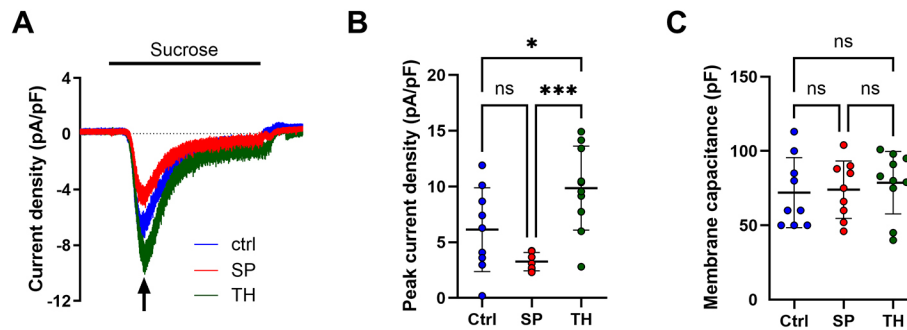 A
Sucrose
Current density (pA/pF)
4
0
-4
-8
-12
ctrl
SP
TH
B
Peak current density (pA/pF)
20
15
10
5
0
*
ns
***
Ctrl
SP
TH
C
Membrane capacitance (pF)
150
100
50
0
ns
ns
ns
Ctrl
SP
TH